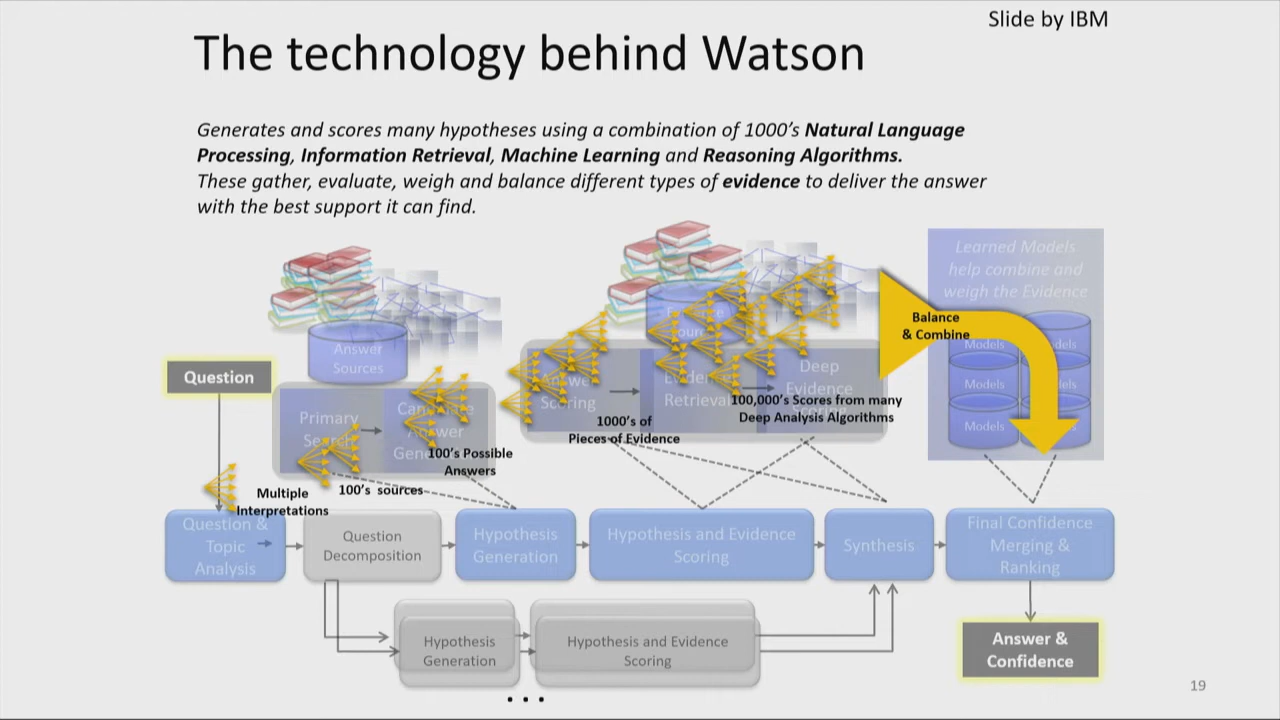 Slide by IBM
The technology behind Watson
Generates and scores many hypotheses using a combination of 1000's Natural Language
Processing, Information Retrieval, Machine Learning and Reasoning Algorithms.
These gather, evaluate, weigh and balance different types of evidence to deliver the answer
with the best support it can find.
Learned Models
help combine and
weigh the Evidence
Balance
& Combine
Answer
Sources
Question
Primary
Answer
Scoring
Retrieval
Deep
Evidence
Models
Models
Models
100,000's Scores from many
Deep Analysis Algorithms
1000's of
Pieces of Evidence
100's Possible
Answers
100's sources
Multiple
Interpretations
Question &
Topic
Analysis
Question
Decomposition
Hypothesis
Generation
Hypothesis and Evidence
Scoring
Synthesis
Final Confidence
Merging &
Ranking
Hypothesis
Generation
Hypothesis and Evidence
Scoring
Answer &
Confidence
...
19